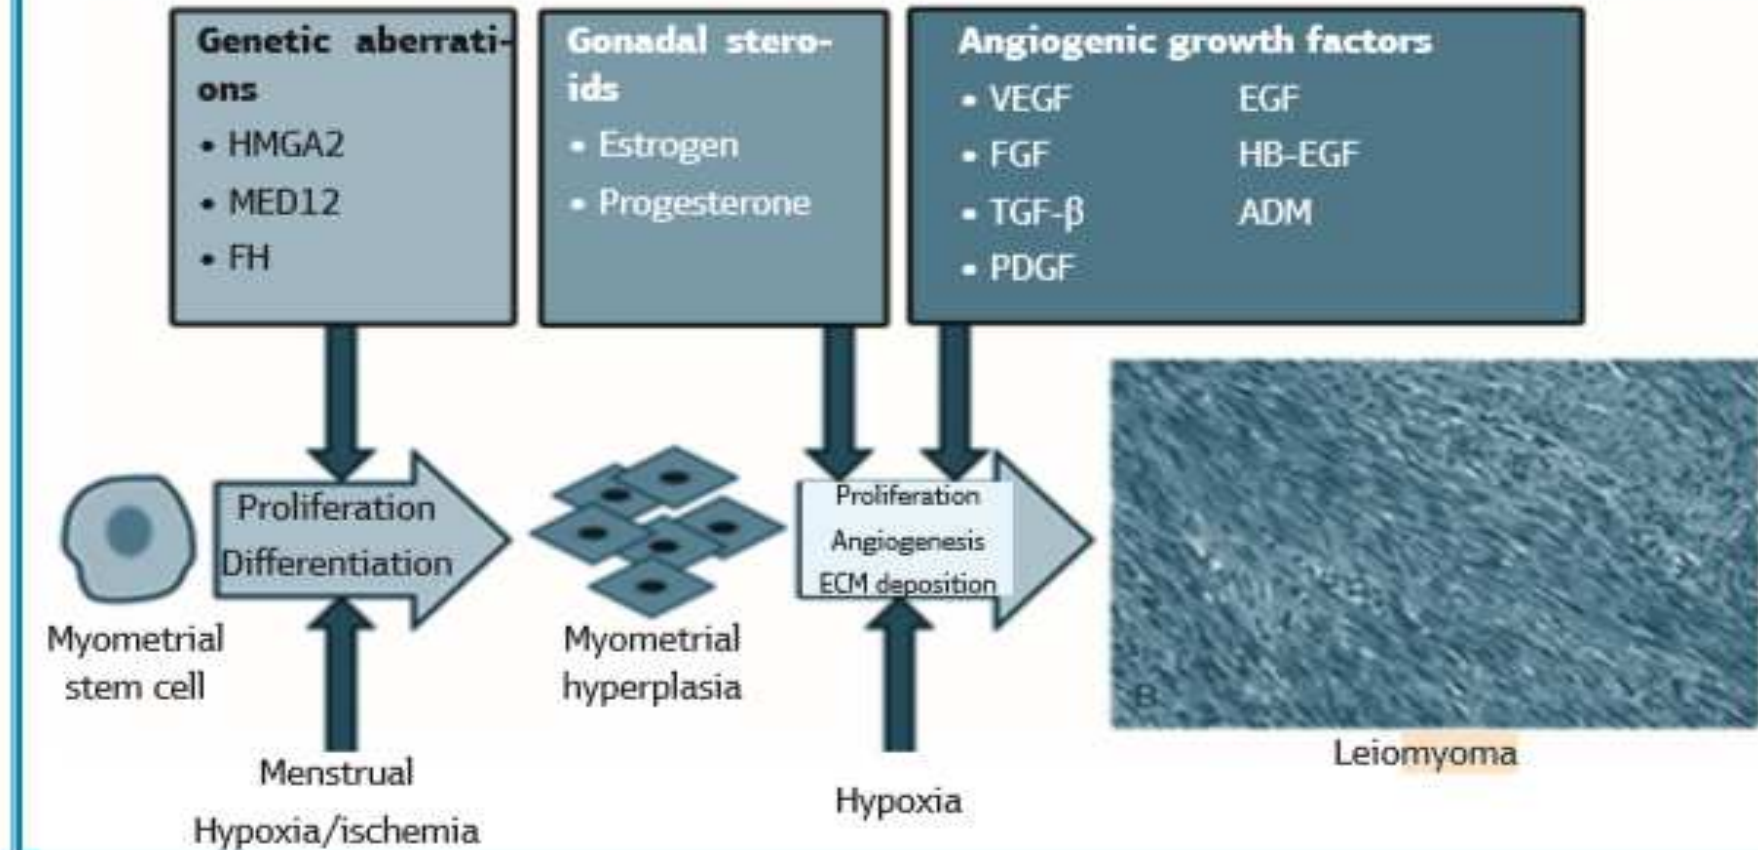 Genetic aberrati-
ons
• HMGA2
• MED12
• FH
Gonadal stero-
ids
• Estrogen
• Progesterone
Angiogenic growth factors
• VEGF EGF
• FGF HB-EGF
• TGF-β ADM
• PDGF
Proliferation
Differentiation
Proliferation
Angiogenesis
ECM deposition
Myometrial
stem cell
Myometrial
hyperplasia
B
Leiomyoma
Menstrual
Hypoxia/ischemia
Hypoxia